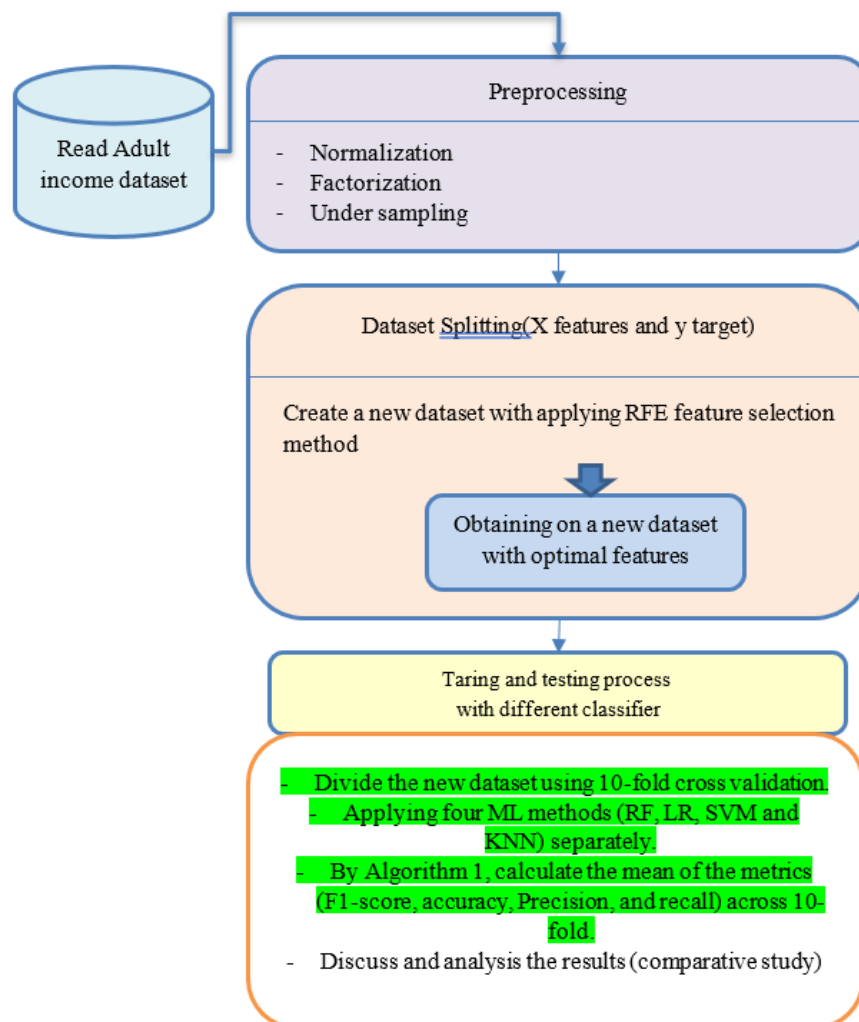 Read Adult
income dataset
Preprocessing
- Normalization
- Factorization
- Under sampling
Dataset Splitting(X features and y target)
Create a new dataset with applying RFE feature selection
method
Obtaining on a new dataset
with optimal features
Taring and testing process
with different classifier
- Divide the new dataset using 10-fold cross validation.
- Applying four ML methods (RF, LR, SVM and
KNN) separately.
- By Algorithm 1, calculate the mean of the metrics
(F1-score, accuracy, Precision, and recall) across 10-
fold.
- Discuss and analysis the results (comparative study)